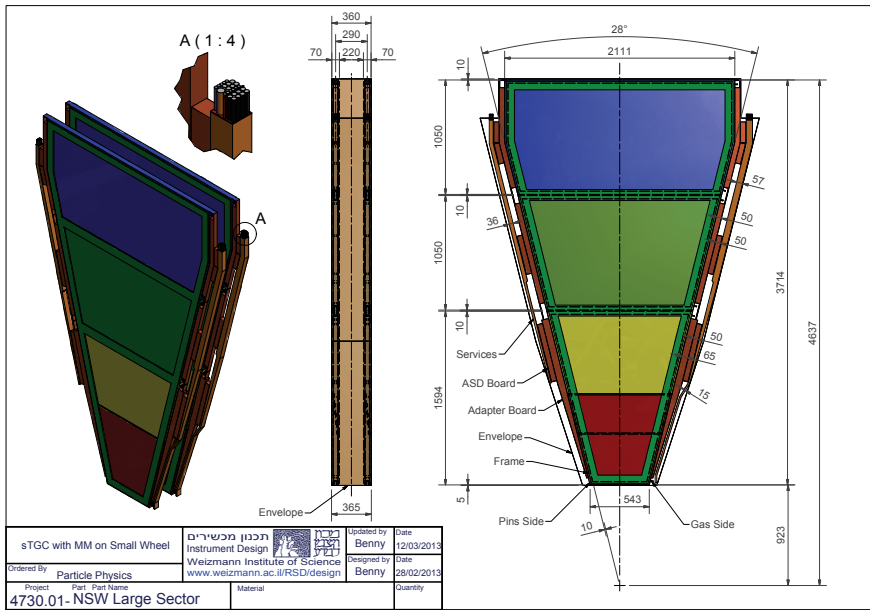 A ( 1 : 4 )
A
360
290
70
220
70
Envelope
365
28°
2111
10
1050
10
1050
10
1594
5
36
57
50
50
50
65
15
3714
4637
923
Services
ASD Board
Adapter Board
Envelope
Frame
Pins Side
Gas Side
543
10
sTGC with MM on Small Wheel
תכנון מכשירים
Instrument Design
Weizmann Institute of Science
www.weizmann.ac.il/RSD/design
Updated by
Benny
Date
12/03/2013
Designed by
Benny
Date
28/02/2013
Ordered By
Particle Physics
Project
4730.01-
Part
Part Name
NSW Large Sector
Material
Quantity